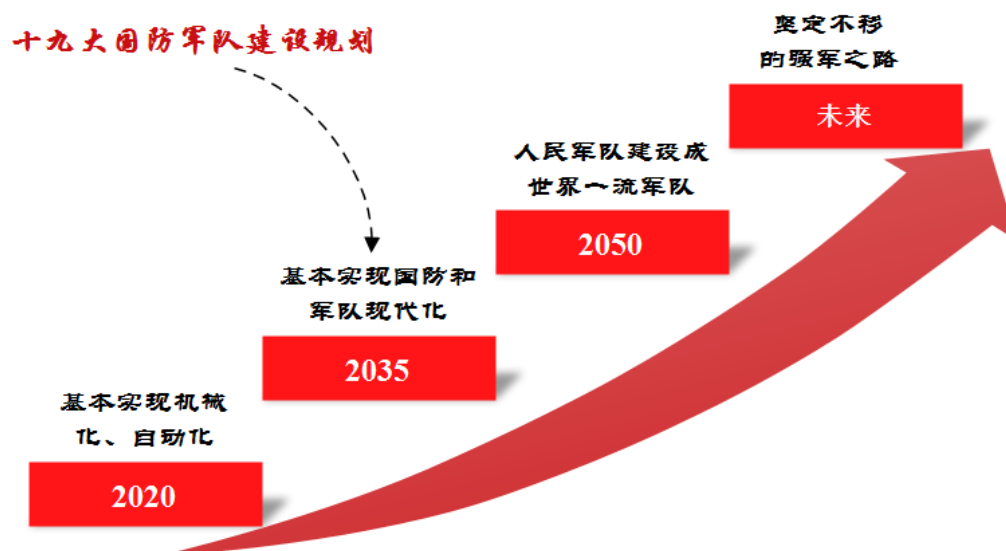 十九大国防军队建设规划
坚定不移
的强军之路
未来
人民军队建设成
世界一流军队
2050
基本实现国防和
军队现代化
2035
基本实现机械
化、自动化
2020